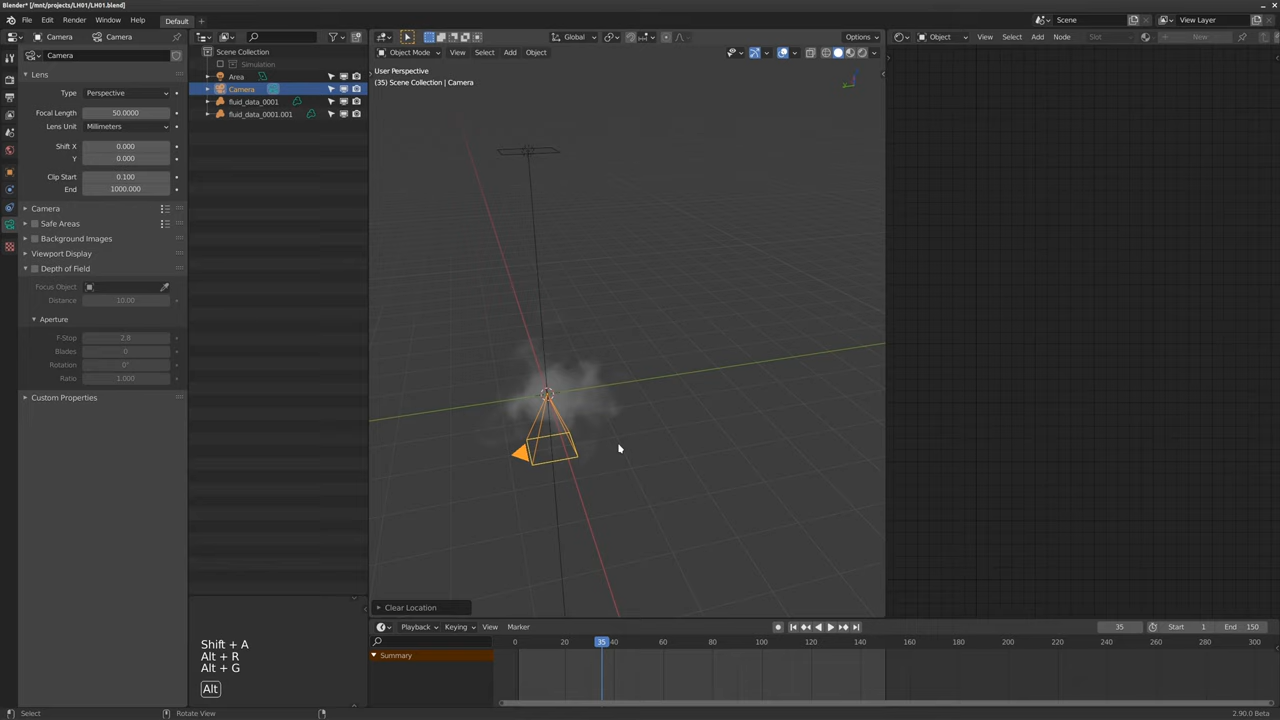 Blender* [/mnt/projects/LH01/LH01.blend]
File Edit Render Window Help Default Scene View Layer
Camera Camera Global Options Object View Select Add Node Slot New
Camera
Object Mode View Select Add Object
Scene Collection
Simulation
Area
Camera
fluid_data_0001
fluid_data_0001.001
Lens
Type Perspective
Focal Length 50.0000
Lens Unit Millimeters
Shift X 0.000
Y 0.000
Clip Start 0.100
End 1000.000
Camera
Safe Areas
Background Images
Viewport Display
Depth of Field
Focus Object
Distance 10.00
Aperture
F-Stop 2.8
Blades 0
Rotation 0°
Ratio 1.000
Custom Properties
User Perspective
(35) Scene Collection | Camera
Clear Location
Playback Keying View Marker 35 Start 1 End 150
0 20 35 40 60 80 100 120 140 160 180 200 220 240 260 280 300
Summary
Shift + A
Alt + R
Alt + G
Alt
Select Rotate View 2.90.0 Beta